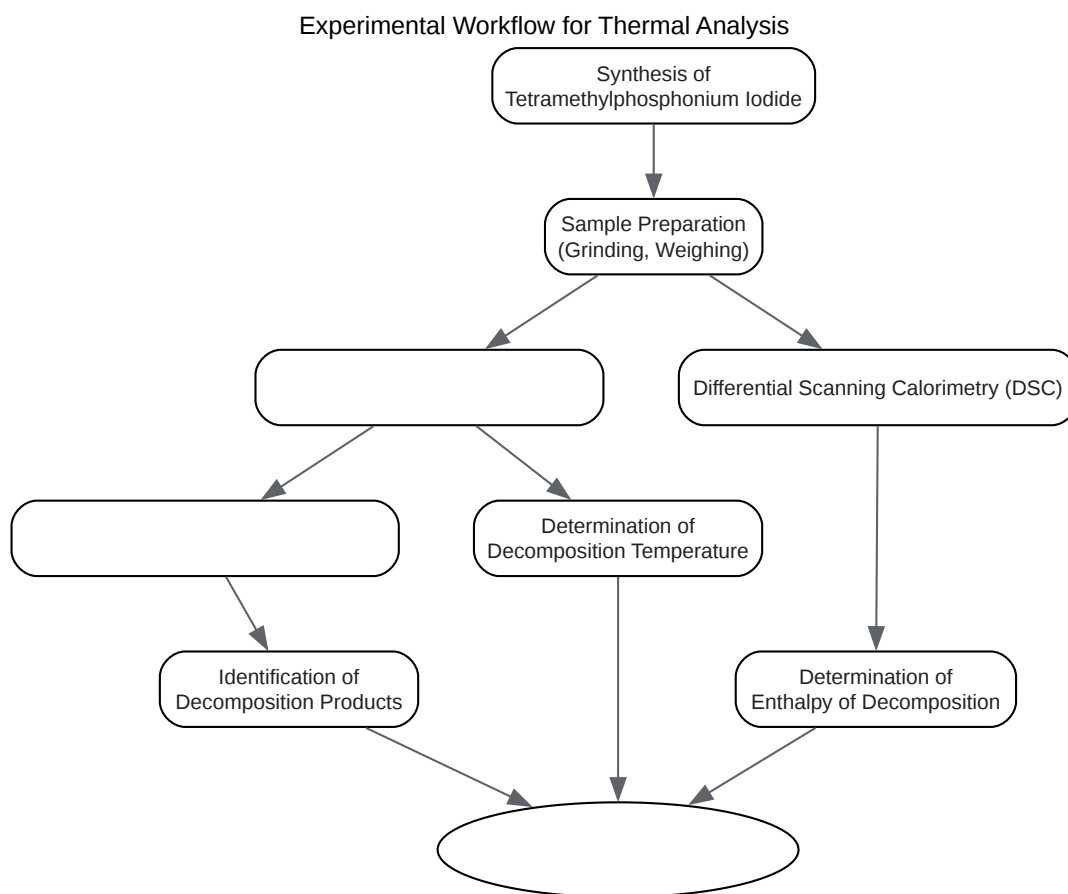 Experimental Workflow for Thermal Analysis
Synthesis of
Tetramethylphosphonium Iodide
Sample Preparation
(Grinding, Weighing)
Differential Scanning Calorimetry (DSC)
Determination of
Decomposition Temperature
Identification of
Decomposition Products
Determination of
Enthalpy of Decomposition